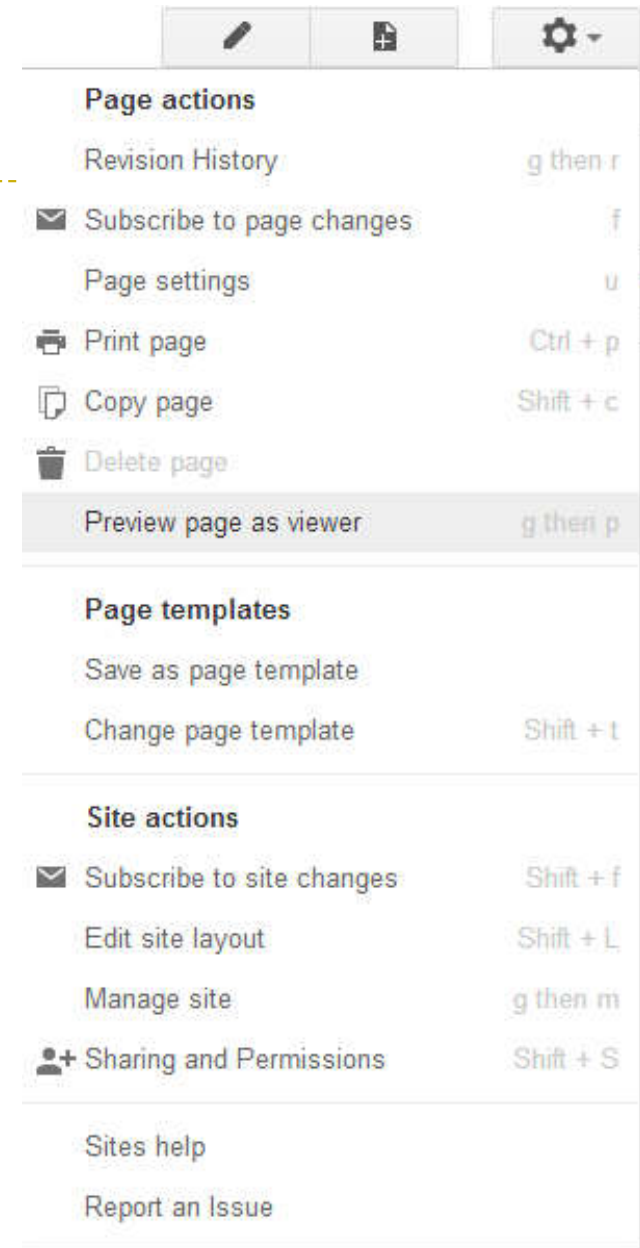 Page actions
Revision History g then r
Subscribe to page changes f
Page settings u
Print page Ctrl + p
Copy page Shift + c
Delete page
Preview page as viewer g then p
Page templates
Save as page template
Change page template Shift + t
Site actions
Subscribe to site changes Shift + f
Edit site layout Shift + L
Manage site g then m
Sharing and Permissions Shift + S
Sites help
Report an Issue